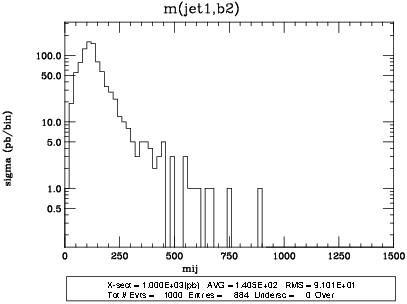 m(jet1,b2)
sigma (pb/bin)
100.0
50.0
10.0
5.0
1.0
0.5
0 250 500 750 1000 1250 1500
mij
X-sect = 1.000E+03(pb) AVG = 1.405E+02 RMS = 9.101E+01
Tot # Evts = 1000 Entries = 884 Undersc = 0 Over